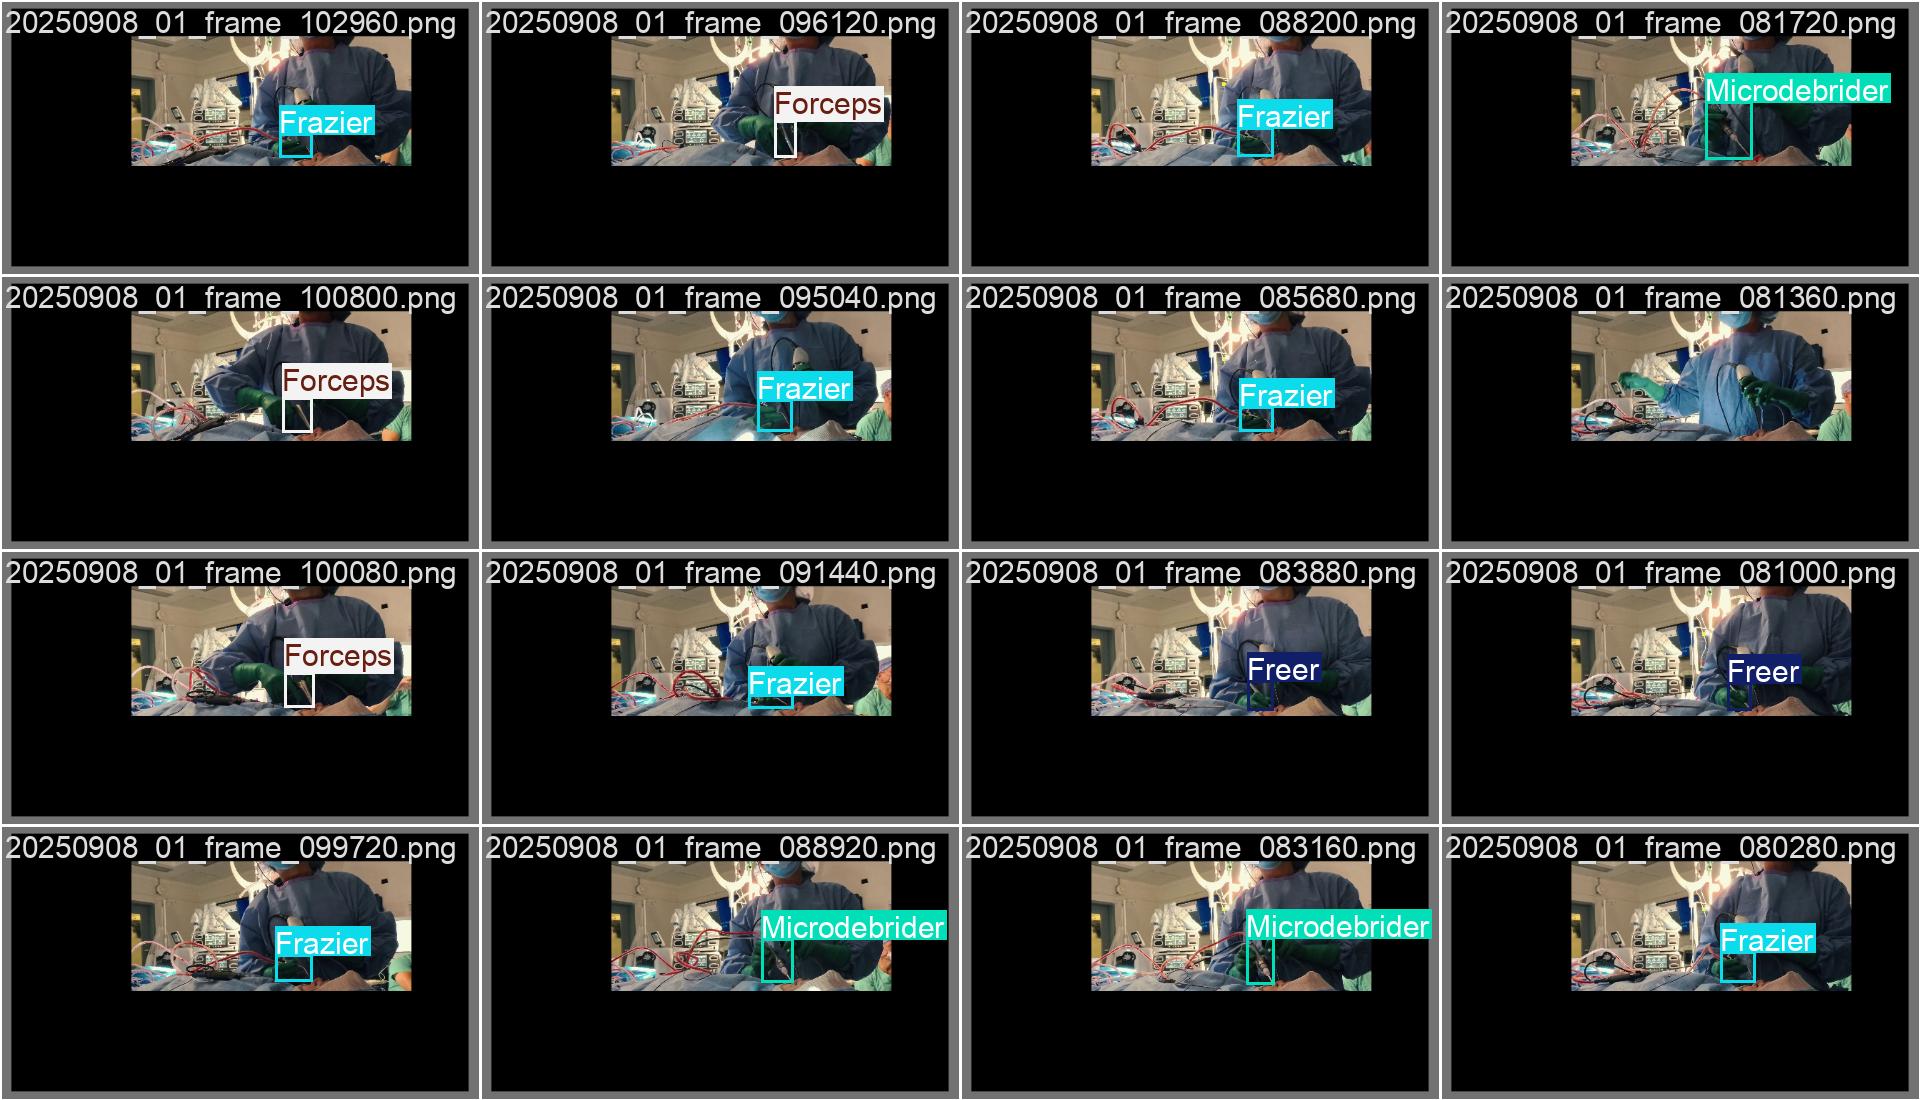 20250908_01_frame_102960.png
Frazier
20250908_01_frame_096120.png
Forceps
20250908_01_frame_088200.png
Frazier
20250908_01_frame_081720.png
Microdebrider
20250908_01_frame_100800.png
Forceps
20250908_01_frame_095040.png
Frazier
20250908_01_frame_085680.png
Frazier
20250908_01_frame_081360.png
20250908_01_frame_100080.png
Forceps
20250908_01_frame_091440.png
Frazier
20250908_01_frame_083880.png
Freer
20250908_01_frame_081000.png
Freer
20250908_01_frame_099720.png
Frazier
20250908_01_frame_088920.png
Microdebrider
20250908_01_frame_083160.png
Microdebrider
20250908_01_frame_080280.png
Frazier